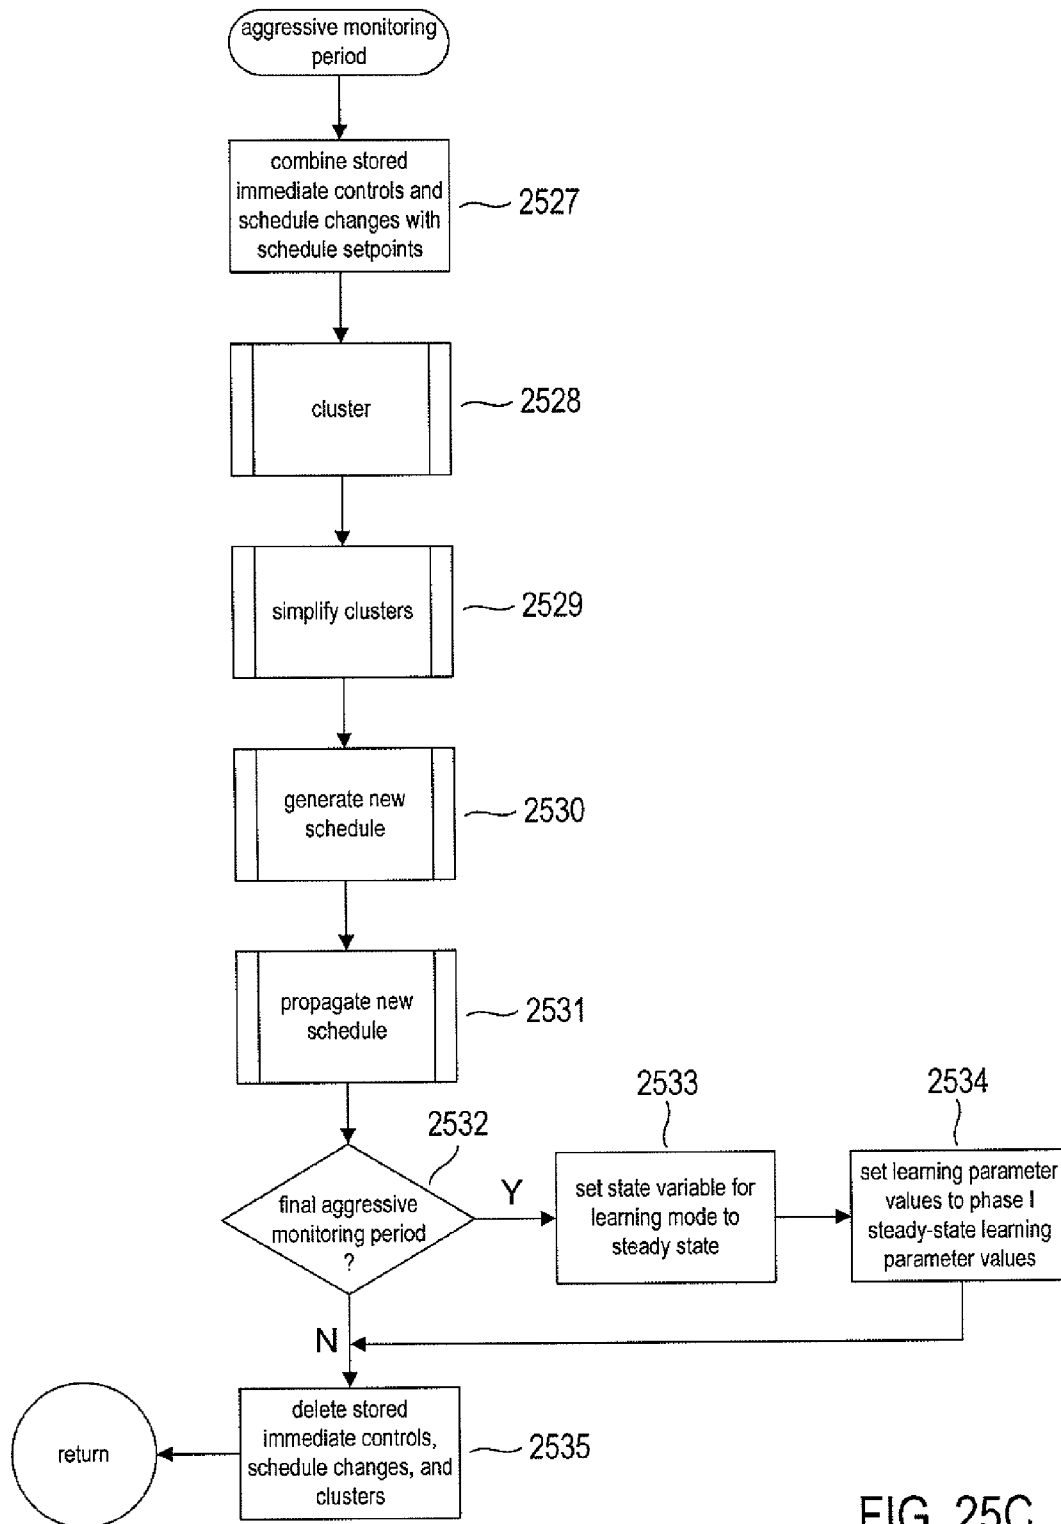 aggressive monitoring
period
combine stored
immediate controls and
schedule changes with
schedule setpoints
2527
cluster
2528
simplify clusters
2529
generate new
schedule
2530
propagate new
schedule
2531
2532
final aggressive
monitoring period
?
Y
N
2533
set state variable for
learning mode to
steady state
2534
set learning parameter
values to phase I
steady-state learning
parameter values
delete stored
immediate controls,
schedule changes, and
clusters
2535
return
FIG. 25C